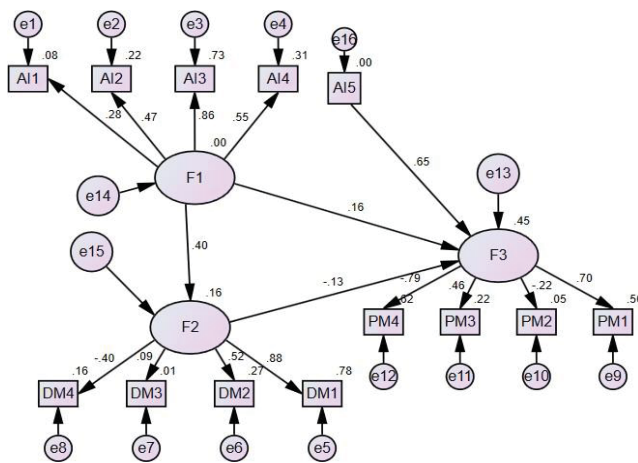 e1 e2 e3 e4
.08 .22 .73 .31
e16
.00
AI1 AI2 AI3 AI4
AI5
.28 .47 .86 .55
.00
.65
F1
e14
e13
.16
.45
.40
F3
e15
.16
-.13
F2
-.79 .46 -.22 .70
.62 .22 .05
PM4 PM3 PM2 PM1
e12 e11 e10 e9
-.40 .09 .52 .88
.16 .01 .27 .78
DM4 DM3 DM2 DM1
e8 e7 e6 e5